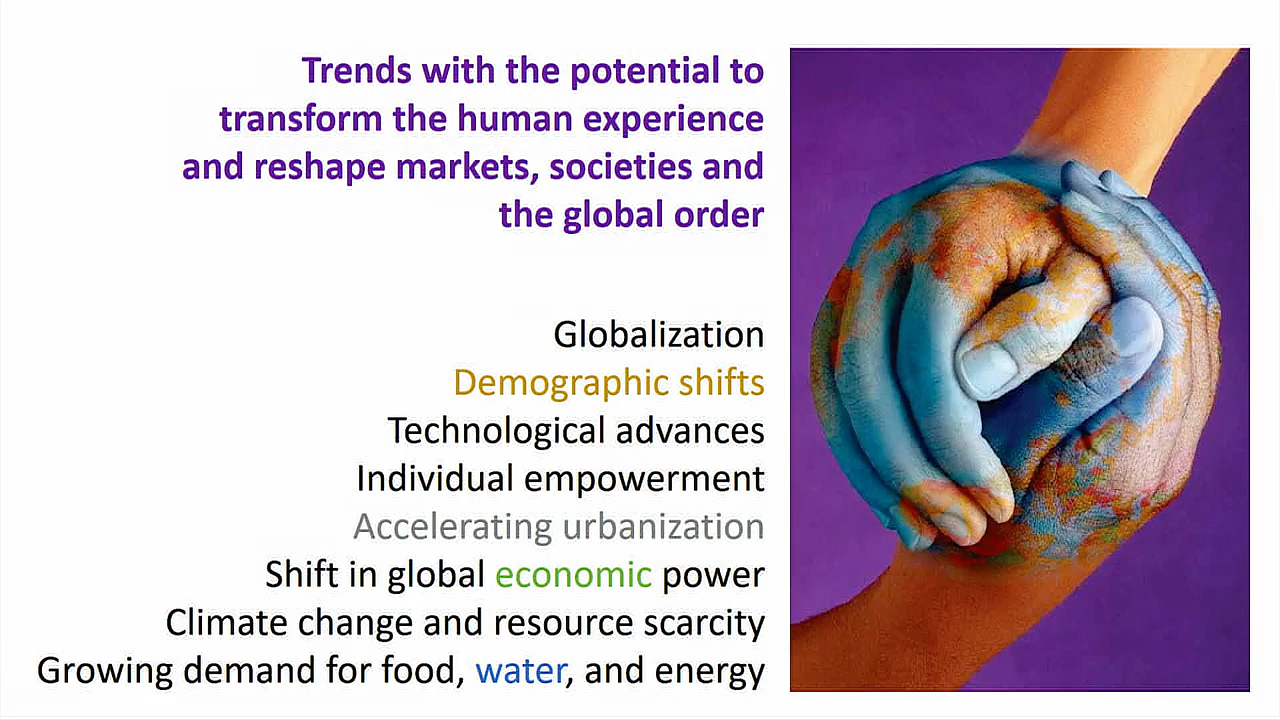 Trends with the potential to
transform the human experience
and reshape markets, societies and
the global order
Globalization
Demographic shifts
Technological advances
Individual empowerment
Accelerating urbanization
Shift in global economic power
Climate change and resource scarcity
Growing demand for food, water, and energy